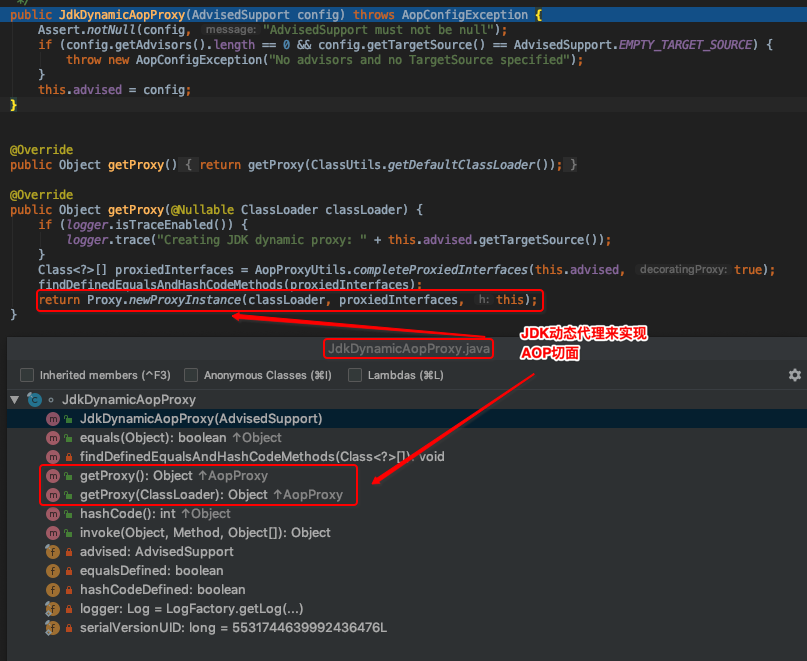 */
public JdkDynamicAopProxy(AdvisedSupport config) throws AopConfigException {
Assert.notNull(config, message: "AdvisedSupport must not be null");
if (config.getAdvisors().length == 0 && config.getTargetSource() == AdvisedSupport.EMPTY_TARGET_SOURCE) {
throw new AopConfigException("No advisors and no TargetSource specified");
}
this.advised = config;
}
@Override
public Object getProxy() { return getProxy(ClassUtils.getDefaultClassLoader()); }
@Override
public Object getProxy(@Nullable ClassLoader classLoader) {
if (logger.isTraceEnabled()) {
logger.trace("Creating JDK dynamic proxy: " + this.advised.getTargetSource());
}
Class<?>[] proxiedInterfaces = AopProxyUtils.completeProxiedInterfaces(this.advised, decoratingProxy: true);
findDefinedEqualsAndHashCodeMethods(proxiedInterfaces);
return Proxy.newProxyInstance(classLoader, proxiedInterfaces, h: this);
}
JDK动态代理来实现
AOP切面
JdkDynamicAopProxy.java
Inherited members (^F3) Anonymous Classes (⌘I) Lambdas (⌘L)
JdkDynamicAopProxy
JdkDynamicAopProxy(AdvisedSupport)
equals(Object): boolean ↑Object
findDefinedEqualsAndHashCodeMethods(Class<?>[]): void
getProxy(): Object ↑AopProxy
getProxy(ClassLoader): Object ↑AopProxy
hashCode(): int ↑Object
invoke(Object, Method, Object[]): Object
advised: AdvisedSupport
equalsDefined: boolean
hashCodeDefined: boolean
logger: Log = LogFactory.getLog(...)
serialVersionUID: long = 5531744639992436476L